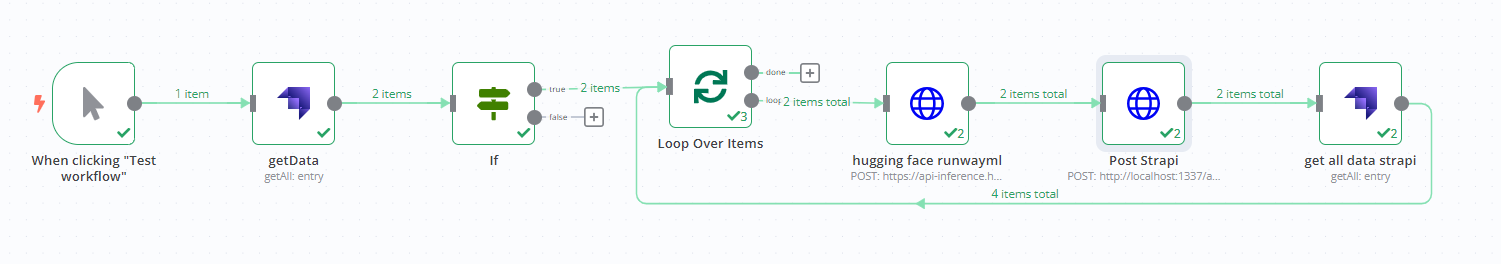 1 item
2 items
true
2 items
false
done
loop
2 items total
2 items total
2 items total
3
2
2
2
When clicking "Test
workflow"
getData
getAll: entry
If
Loop Over Items
hugging face runwayml
POST: https://api-inference.h...
Post Strapi
POST: http://localhost:1337/a...
get all data strapi
getAll: entry
4 items total